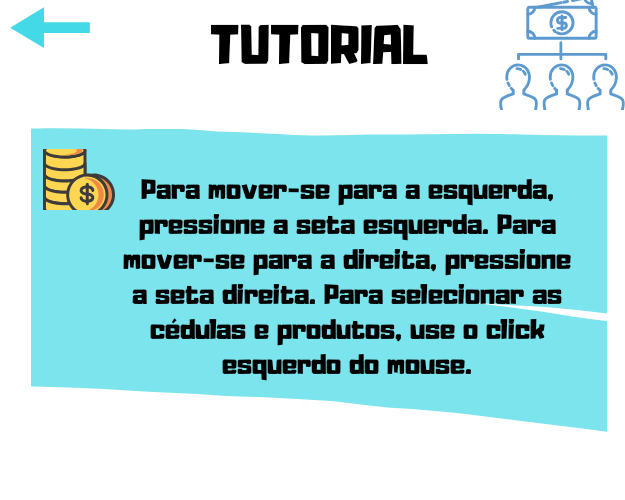 TUTORIAL
Para mover-se para a esquerda,
pressione a seta esquerda. Para
mover-se para a direita, pressione
a seta direita. Para selecionar as
cédulas e produtos, use o click
esquerdo do mouse.